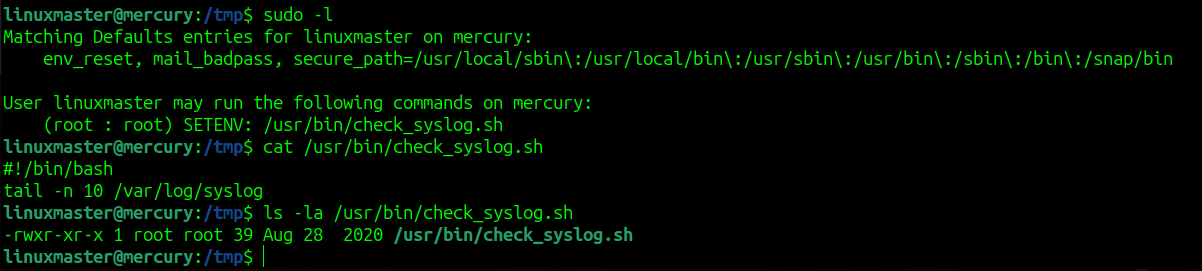 linuxmaster@mercury:/tmp$ sudo -l
Matching Defaults entries for linuxmaster on mercury:
    env_reset, mail_badpass, secure_path=/usr/local/sbin\:/usr/local/bin\:/usr/sbin\:/usr/bin\:/sbin\:/bin\:/snap/bin

User linuxmaster may run the following commands on mercury:
    (root : root) SETENV: /usr/bin/check_syslog.sh
linuxmaster@mercury:/tmp$ cat /usr/bin/check_syslog.sh
#!/bin/bash
tail -n 10 /var/log/syslog
linuxmaster@mercury:/tmp$ ls -la /usr/bin/check_syslog.sh
-rwxr-xr-x 1 root root 39 Aug 28  2020 /usr/bin/check_syslog.sh
linuxmaster@mercury:/tmp$